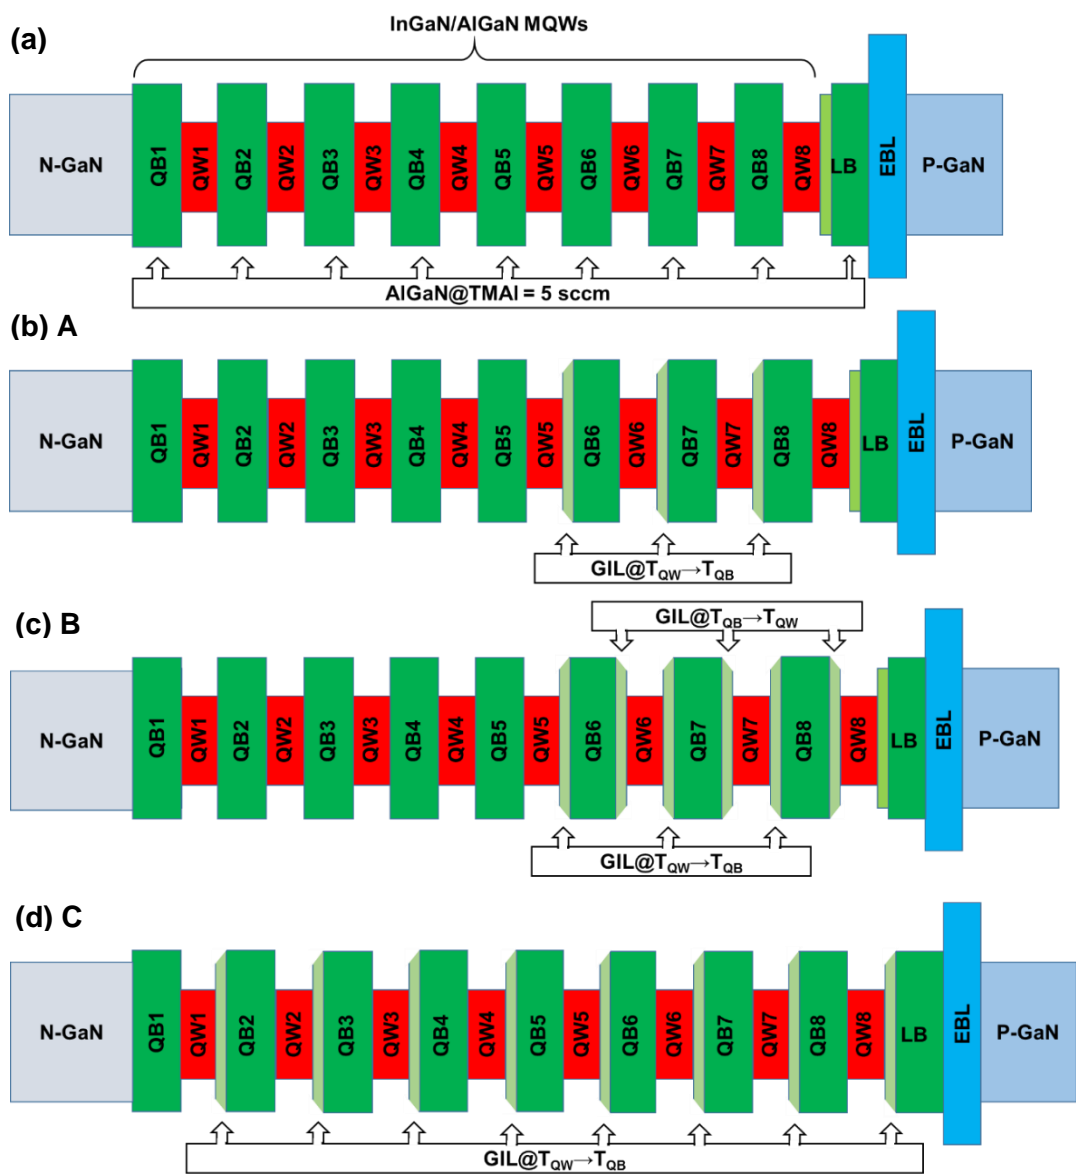 (a)
InGaN/AlGaN MQWs
N-GaN
QB1
QW1
QB2
QW2
QB3
QW3
QB4
QW4
QB5
QW5
QB6
QW6
QB7
QW7
QB8
QW8
LB
EBL
P-GaN
AlGaN@TMAl = 5 sccm
(b) A
N-GaN
QB1
QW1
QB2
QW2
QB3
QW3
QB4
QW4
QB5
QW5
QB6
QW6
QB7
QW7
QB8
QW8
LB
EBL
P-GaN
GIL@TQW→TQB
(c) B
GIL@TQB→TQW
N-GaN
QB1
QW1
QB2
QW2
QB3
QW3
QB4
QW4
QB5
QW5
QB6
QW6
QB7
QW7
QB8
QW8
LB
EBL
P-GaN
GIL@TQW→TQB
(d) C
N-GaN
QB1
QW1
QB2
QW2
QB3
QW3
QB4
QW4
QB5
QW5
QB6
QW6
QB7
QW7
QB8
QW8
LB
EBL
P-GaN
GIL@TQW→TQB